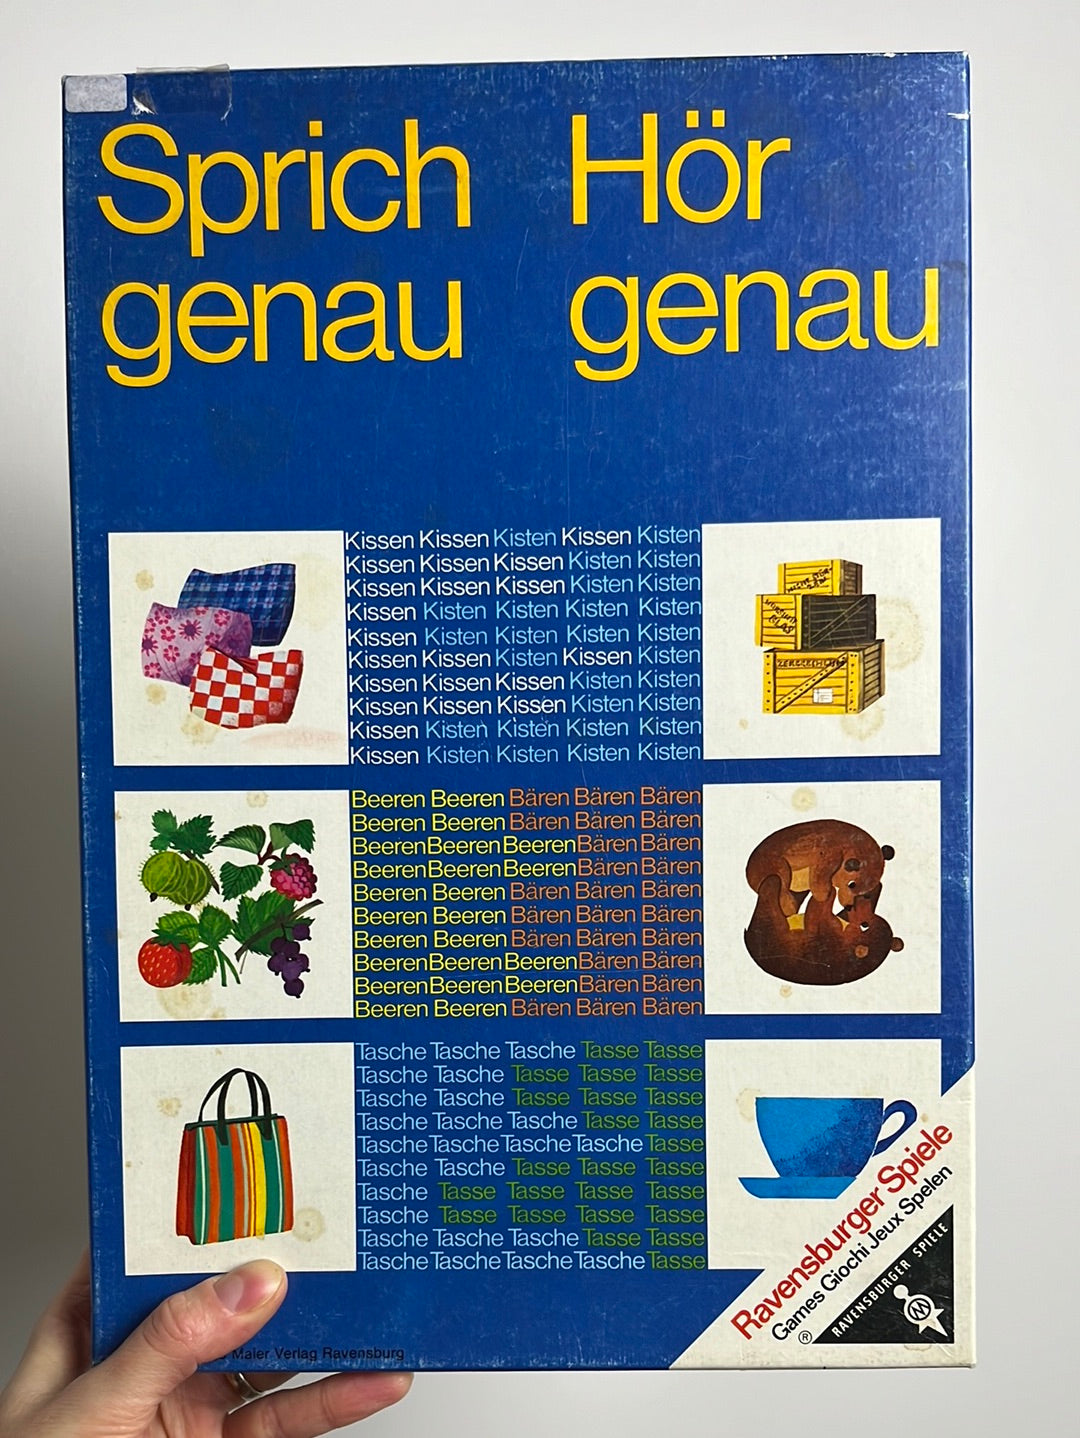 Sprich Hör
genau genau
Kissen Kissen Kisten Kissen Kisten
Kissen Kissen Kissen Kisten Kisten
Kissen Kissen Kissen Kisten Kisten
Kissen Kisten Kisten Kisten Kisten
Kissen Kisten Kisten Kisten Kisten
Kissen Kissen Kisten Kissen Kisten
Kissen Kissen Kissen Kisten Kisten
Kissen Kissen Kissen Kisten Kisten
Kissen Kisten Kisten Kisten Kisten
Kissen Kisten Kisten Kisten Kisten
Beeren Beeren Bären Bären Bären
Beeren Beeren Bären Bären Bären
Beeren Beeren Beeren Bären Bären
Beeren Beeren Beeren Bären Bären
Beeren Beeren Bären Bären Bären
Beeren Beeren Bären Bären Bären
Beeren Beeren Bären Bären Bären
Beeren Beeren Beeren Bären Bären
Beeren Beeren Beeren Bären Bären
Beeren Beeren Bären Bären Bären
Tasche Tasche Tasche Tasse Tasse
Tasche Tasche Tasse Tasse Tasse
Tasche Tasche Tasse Tasse Tasse
Tasche Tasche Tasche Tasse Tasse
Tasche Tasche Tasche Tasche Tasse
Tasche Tasche Tasse Tasse Tasse
Tasche Tasse Tasse Tasse Tasse
Tasche Tasse Tasse Tasse Tasse
Tasche Tasche Tasche Tasse Tasse
Tasche Tasche Tasche Tasche Tasse
Ravensburger Spiele
Games Giochi Jeux Spelen
® RAVENSBURGER SPIELE
Maier Verlag Ravensburg